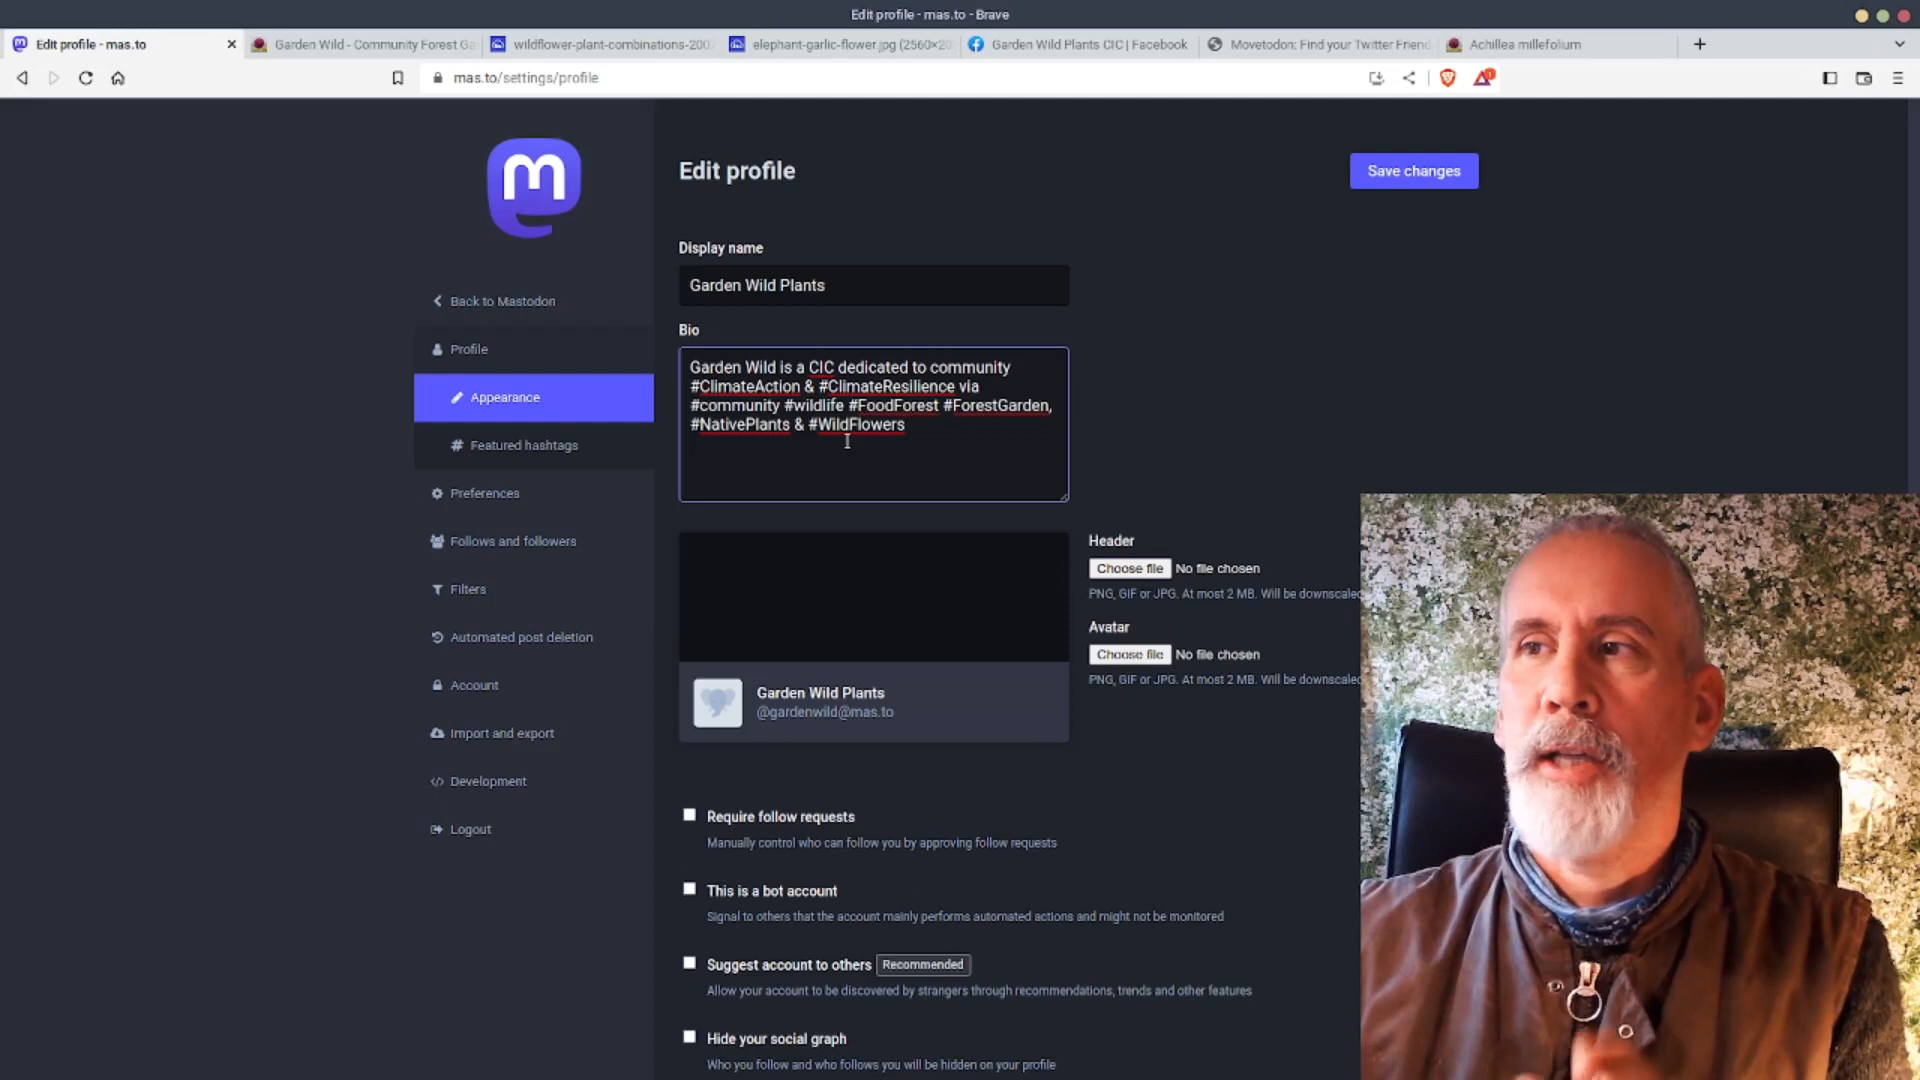 Edit profile - mas.to - Brave
Edit profile - mas.to
Garden Wild - Community Forest Ga
wildflower-plant-combinations-200
elephant-garlic-flower.jpg (2560×20
Garden Wild Plants CIC | Facebook
Movetodon: Find your Twitter Friend
Achillea millefolium
mas.to/settings/profile
Edit profile
Save changes
Display name
Garden Wild Plants
Back to Mastodon
Bio
Profile
Garden Wild is a CIC dedicated to community
#ClimateAction & #ClimateResilience via
#community #wildlife #FoodForest #ForestGarden,
#NativePlants & #WildFlowers
Appearance
Featured hashtags
Preferences
Follows and followers
Filters
Automated post deletion
Account
Import and export
Development
Logout
Header
Choose file No file chosen
PNG, GIF or JPG. At most 2 MB. Will be downscaled
Avatar
Choose file No file chosen
PNG, GIF or JPG. At most 2 MB. Will be downscaled
Garden Wild Plants
@gardenwild@mas.to
Require follow requests
Manually control who can follow you by approving follow requests
This is a bot account
Signal to others that the account mainly performs automated actions and might not be monitored
Suggest account to others Recommended
Allow your account to be discovered by strangers through recommendations, trends and other features
Hide your social graph
Who you follow and who follows you will be hidden on your profile